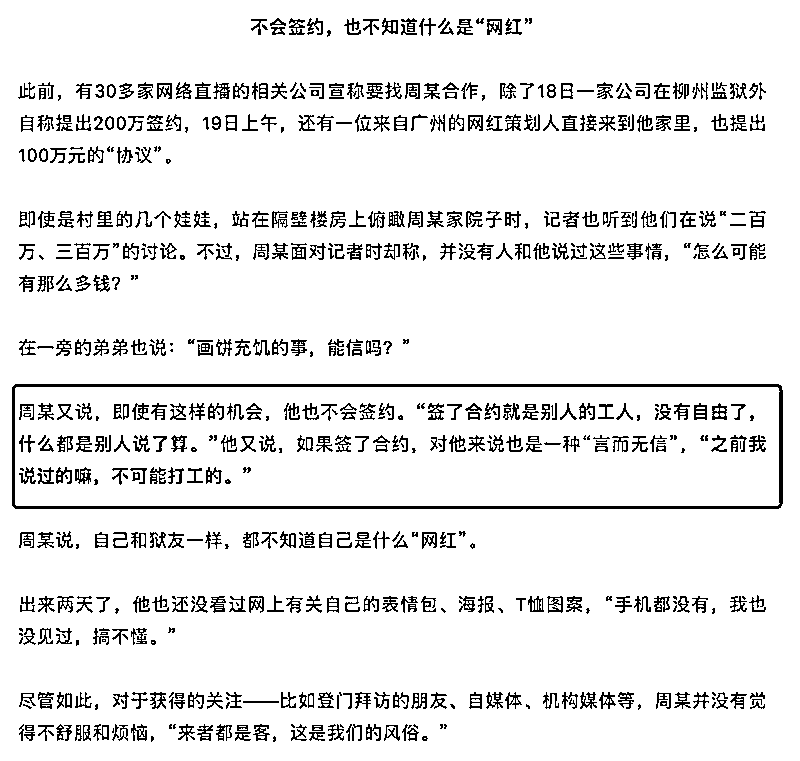 不会签约，也不知道什么是“网红”
此前，有30多家网络直播的相关公司宣称要找周某合作，除了18日一家公司在柳州监狱外
自称提出200万签约，19日上午，还有一位来自广州的网红策划人直接来到他家里，也提出
100万元的“协议”。
即使是村里的几个娃娃，站在隔壁楼房上俯瞰周某家院子时，记者也听到他们在说“二百
万、三百万”的讨论。不过，周某面对记者时却称，并没有人和他说过这些事情，“怎么可能
有那么多钱？”
在一旁的弟弟也说：“画饼充饥的事，能信吗？”
周某又说，即使有这样的机会，他也不会签约。“签了合约就是别人的工人，没有自由了，
什么都是别人说了算。”他又说，如果签了合约，对他来说也是一种“言而无信”，“之前我
说过的嘛，不可能打工的。”
周某说，自己和狱友一样，都不知道自己是什么“网红”。
出来两天了，他也还没看过网上有关自己的表情包、海报、T恤图案，“手机都没有，我也
没见过，搞不懂。”
尽管如此，对于获得的关注——比如登门拜访的朋友、自媒体、机构媒体等，周某并没有觉
得不舒服和烦恼，“来者都是客，这是我们的风俗。”